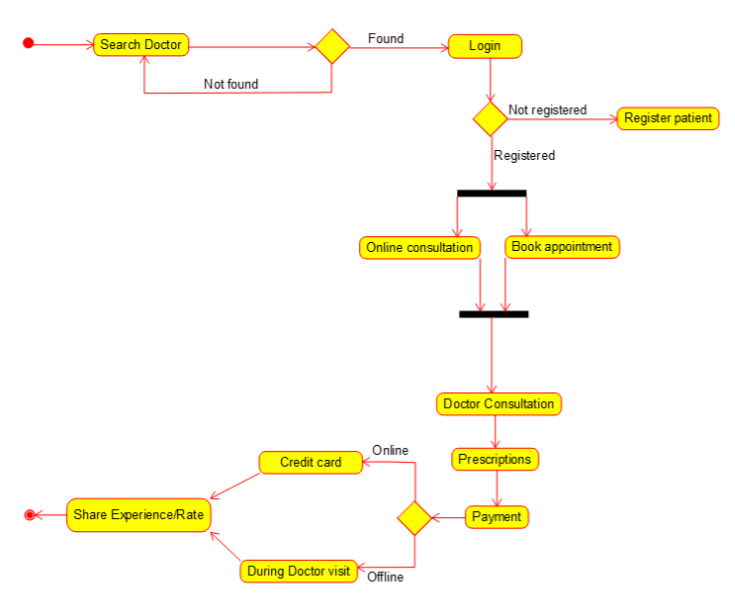 Search Doctor
Found
Login
Not found
Not registered
Register patient
Registered
Online consultation
Book appointment
Doctor Consultation
Online
Credit card
Prescriptions
Share Experience/Rate
Payment
During Doctor visit
Offline